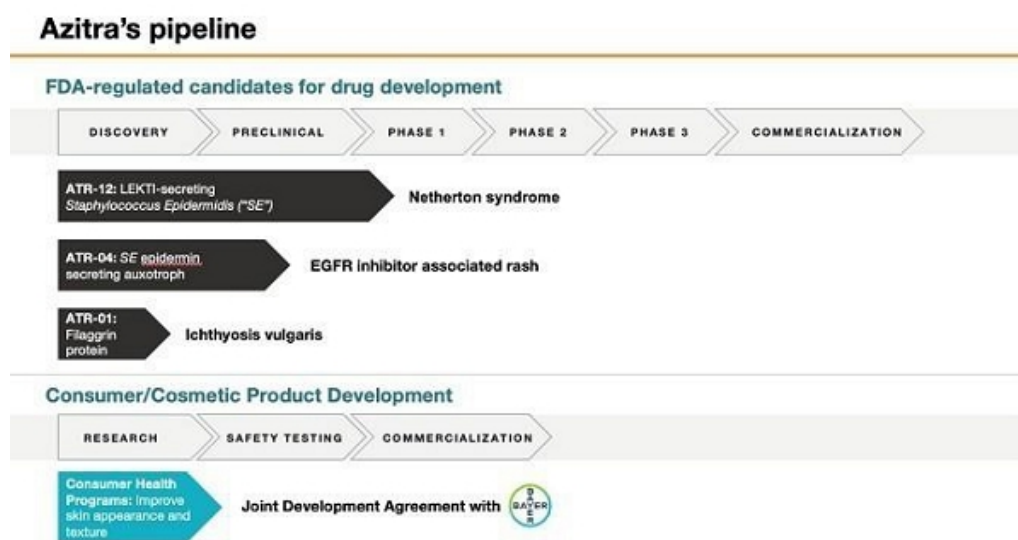 Azitra's pipeline
FDA-regulated candidates for drug development
DISCOVERY PRECLINICAL PHASE 1 PHASE 2 PHASE 3 COMMERCIALIZATION
ATR-12: LEKTI-secreting
Staphylococcus Epidermidis ("SE")
Netherton syndrome
ATR-04: SE epidermin
secreting auxotroph
EGFR inhibitor associated rash
ATR-01:
Filaggrin
protein
Ichthyosis vulgaris
Consumer/Cosmetic Product Development
RESEARCH SAFETY TESTING COMMERCIALIZATION
Consumer Health
Programs: Improve
skin appearance and
texture
Joint Development Agreement with
BAYER
BAYER